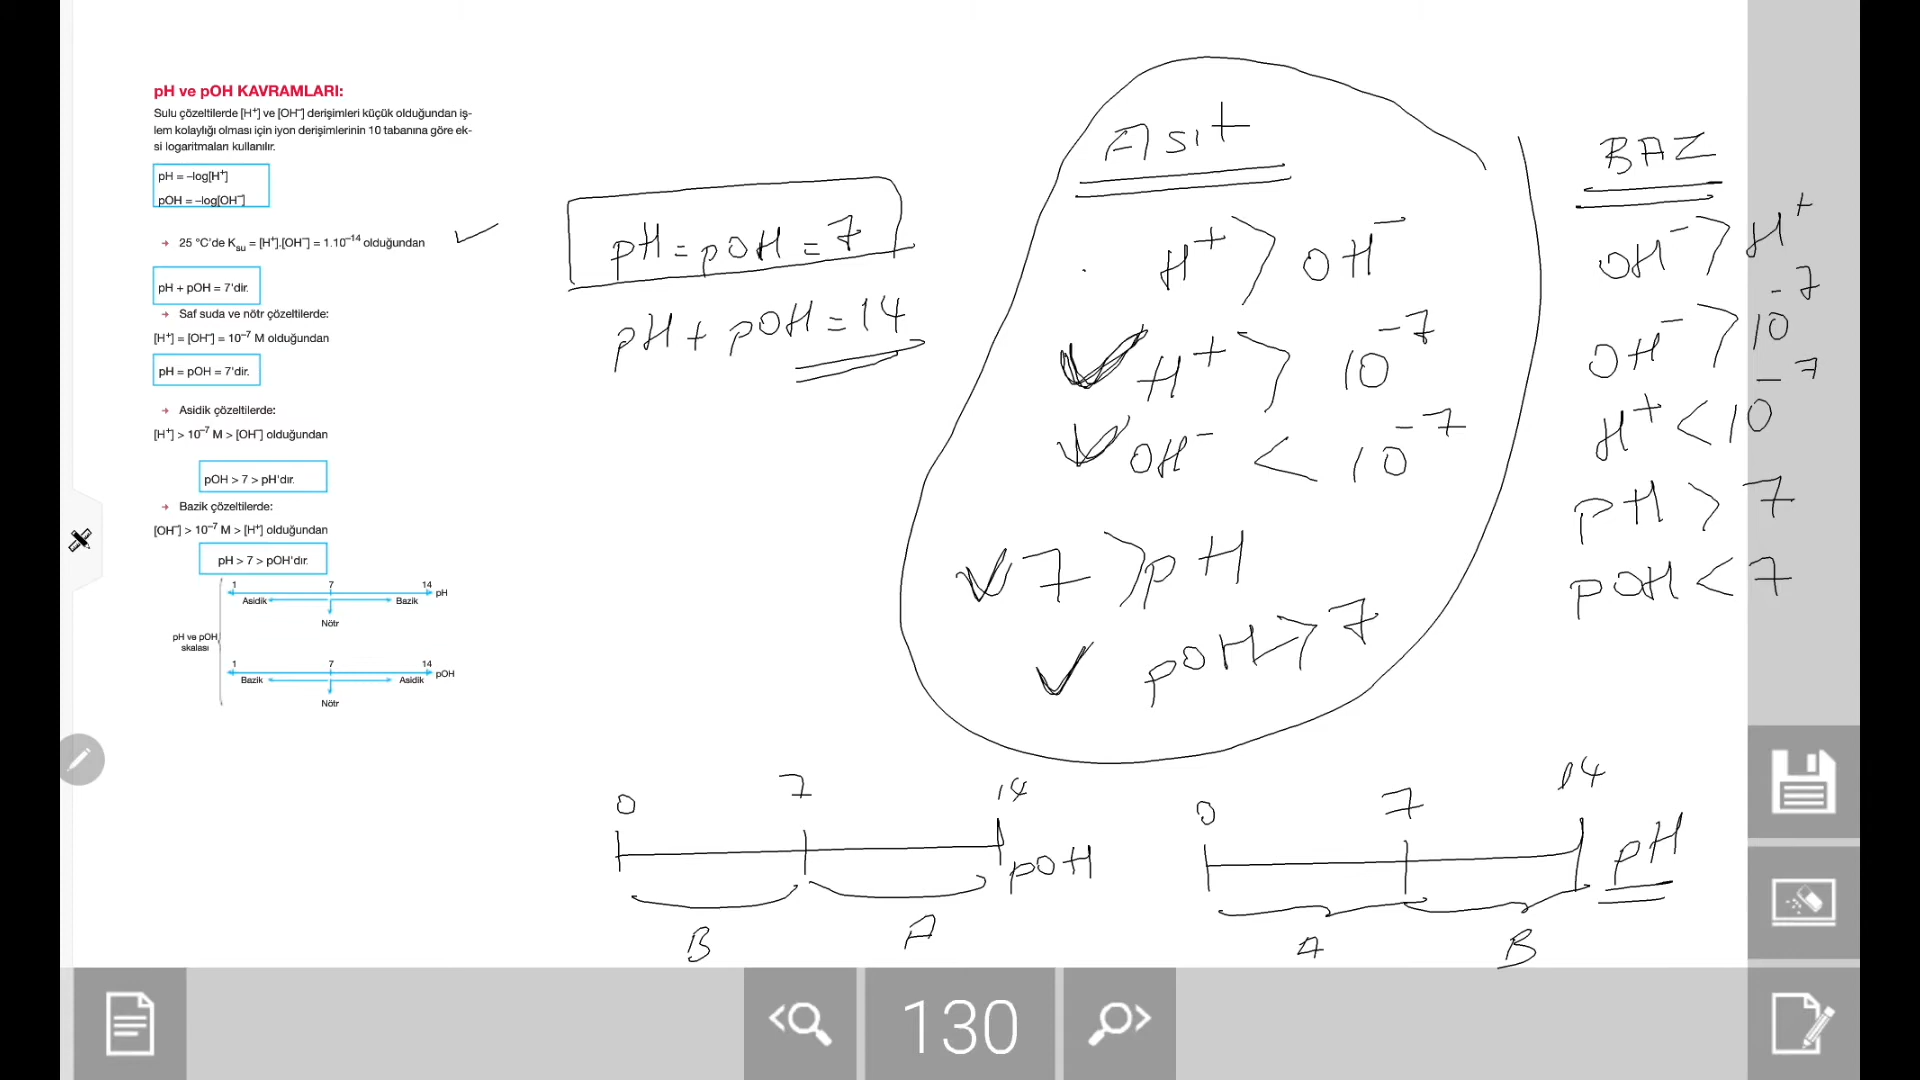 pH ve pOH KAVRAMLARI:
Sulu çözeltilerde [H⁺] ve [OH⁻] derişimleri küçük olduğundan iş-
lem kolaylığı olması için iyon derişimlerinin 10 tabanına göre ek-
si logaritmaları kullanılır.
pH = –log[H⁺]
pOH = –log[OH⁻]
→ 25 °C'de Kₛᵤ = [H⁺].[OH⁻] = 1.10⁻¹⁴ olduğundan
pH + pOH = 7'dir.
→ Saf suda ve nötr çözeltilerde:
[H⁺] = [OH⁻] = 10⁻⁷ M olduğundan
pH = pOH = 7'dir.
→ Asidik çözeltilerde:
[H⁺] > 10⁻⁷ M > [OH⁻] olduğundan
pOH > 7 > pH'dır.
→ Bazik çözeltilerde:
[OH⁻] > 10⁻⁷ M > [H⁺] olduğundan
pH > 7 > pOH'dır.
1 7 14 pH
Asidik Bazik
Nötr
pH ve pOH
skalası
1 7 14 pOH
Bazik Asidik
Nötr
pH = pOH = 7
pH + pOH = 14
Asit
H⁺ > OH⁻
H⁺ > 10⁻⁷
OH⁻ < 10⁻⁷
7 > pH
pOH > 7
BAZ
OH⁻ > H⁺
OH⁻ > 10⁻⁷
H⁺ < 10⁻⁷
pH > 7
pOH < 7
0 7 14
pOH
B A
0 7 14
pH
A B
130